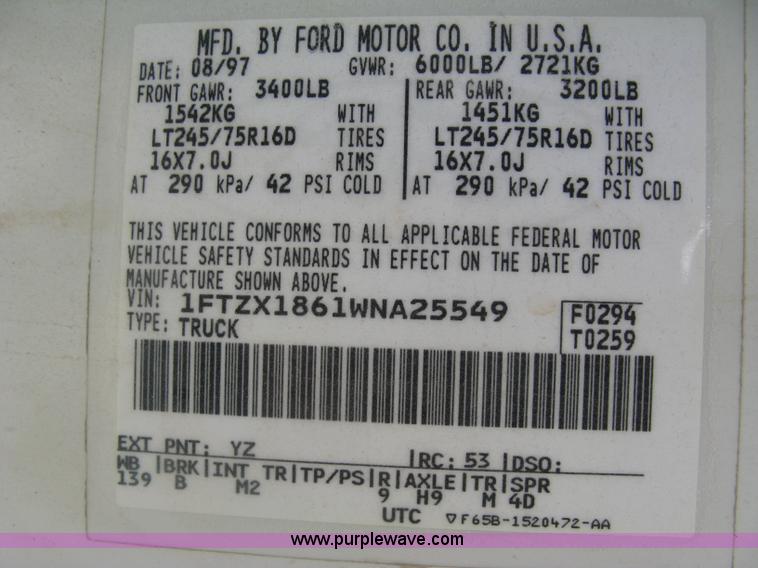 MFD. BY FORD MOTOR CO. IN U.S.A.
DATE: 08/97 GVWR: 6000LB/ 2721KG
FRONT GAWR: 3400LB REAR GAWR: 3200LB
1542KG WITH 1451KG WITH
LT245/75R16D TIRES LT245/75R16D TIRES
16X7.0J RIMS 16X7.0J RIMS
AT 290 kPa/ 42 PSI COLD AT 290 kPa/ 42 PSI COLD
THIS VEHICLE CONFORMS TO ALL APPLICABLE FEDERAL MOTOR
VEHICLE SAFETY STANDARDS IN EFFECT ON THE DATE OF
MANUFACTURE SHOWN ABOVE.
VIN: 1FTZX1861WNA25549 F0294
TYPE: TRUCK T0259
EXT PNT: YZ RC: 53 DSO:
WB BRK INT TR TP/PS R AXLE TR SPR
139 B M2 9 H9 M 4D
UTC ▽F65B-1520472-AA
www.purplewave.com